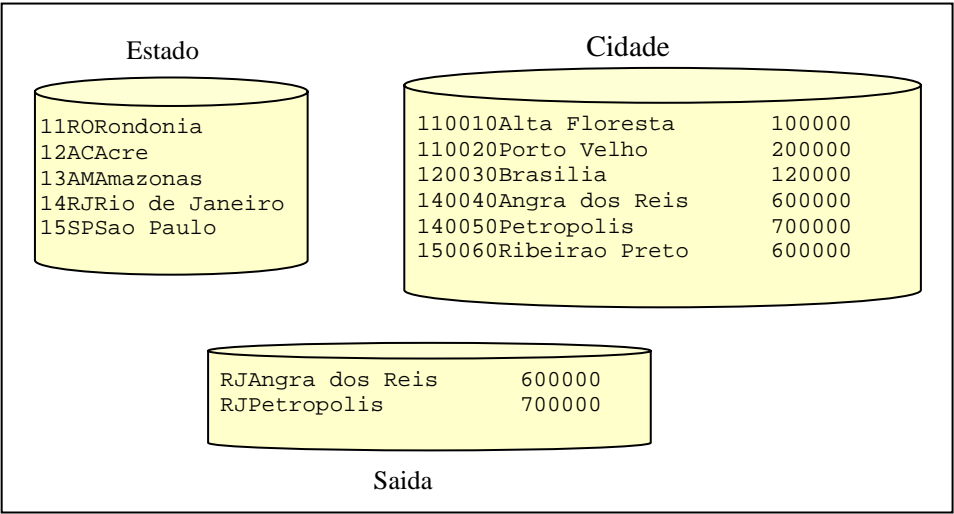 Estado
11RORondonia
12ACAcre
13AMAmazonas
14RJRio de Janeiro
15SPSao Paulo
Cidade
110010Alta Floresta 100000
110020Porto Velho 200000
120030Brasilia 120000
140040Angra dos Reis 600000
140050Petropolis 700000
150060Ribeirao Preto 600000
RJAngra dos Reis 600000
RJPetropolis 700000
Saida